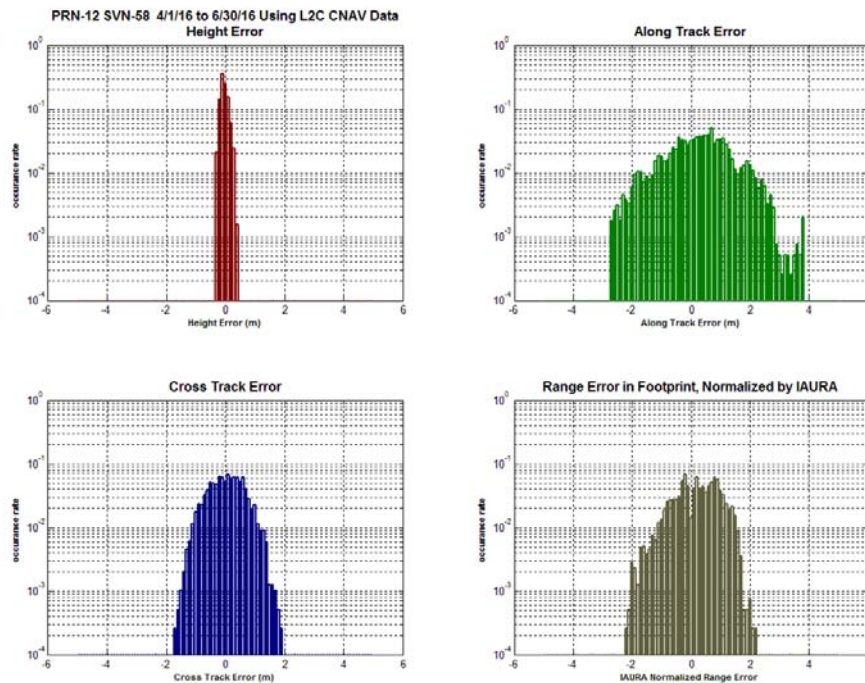 PRN-12 SVN-58 4/1/16 to 6/30/16 Using L2C CNAV Data
Height Error
10^0
10^-1
10^-2
10^-3
10^-4
occurance rate
-6 -4 -2 0 2 4 6
Height Error (m)
Along Track Error
10^0
10^-1
10^-2
10^-3
10^-4
occurance rate
-6 -4 -2 0 2 4 6
Along Track Error (m)
Cross Track Error
10^0
10^-1
10^-2
10^-3
10^-4
occurance rate
-6 -4 -2 0 2 4 6
Cross Track Error (m)
Range Error in Footprint, Normalized by IAURA
10^0
10^-1
10^-2
10^-3
10^-4
occurance rate
-6 -4 -2 0 2 4 6
IAURA Normalized Range Error